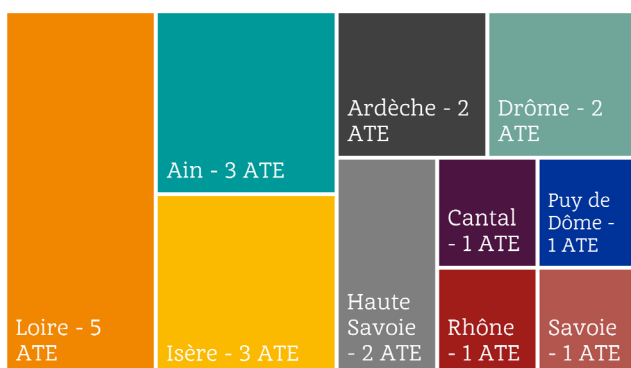 Loire - 5
ATE
Ain - 3 ATE
Isère - 3 ATE
Ardèche - 2
ATE
Drôme - 2
ATE
Haute
Savoie
- 2 ATE
Cantal
- 1 ATE
Puy de
Dôme -
1 ATE
Rhône
- 1 ATE
Savoie
- 1 ATE